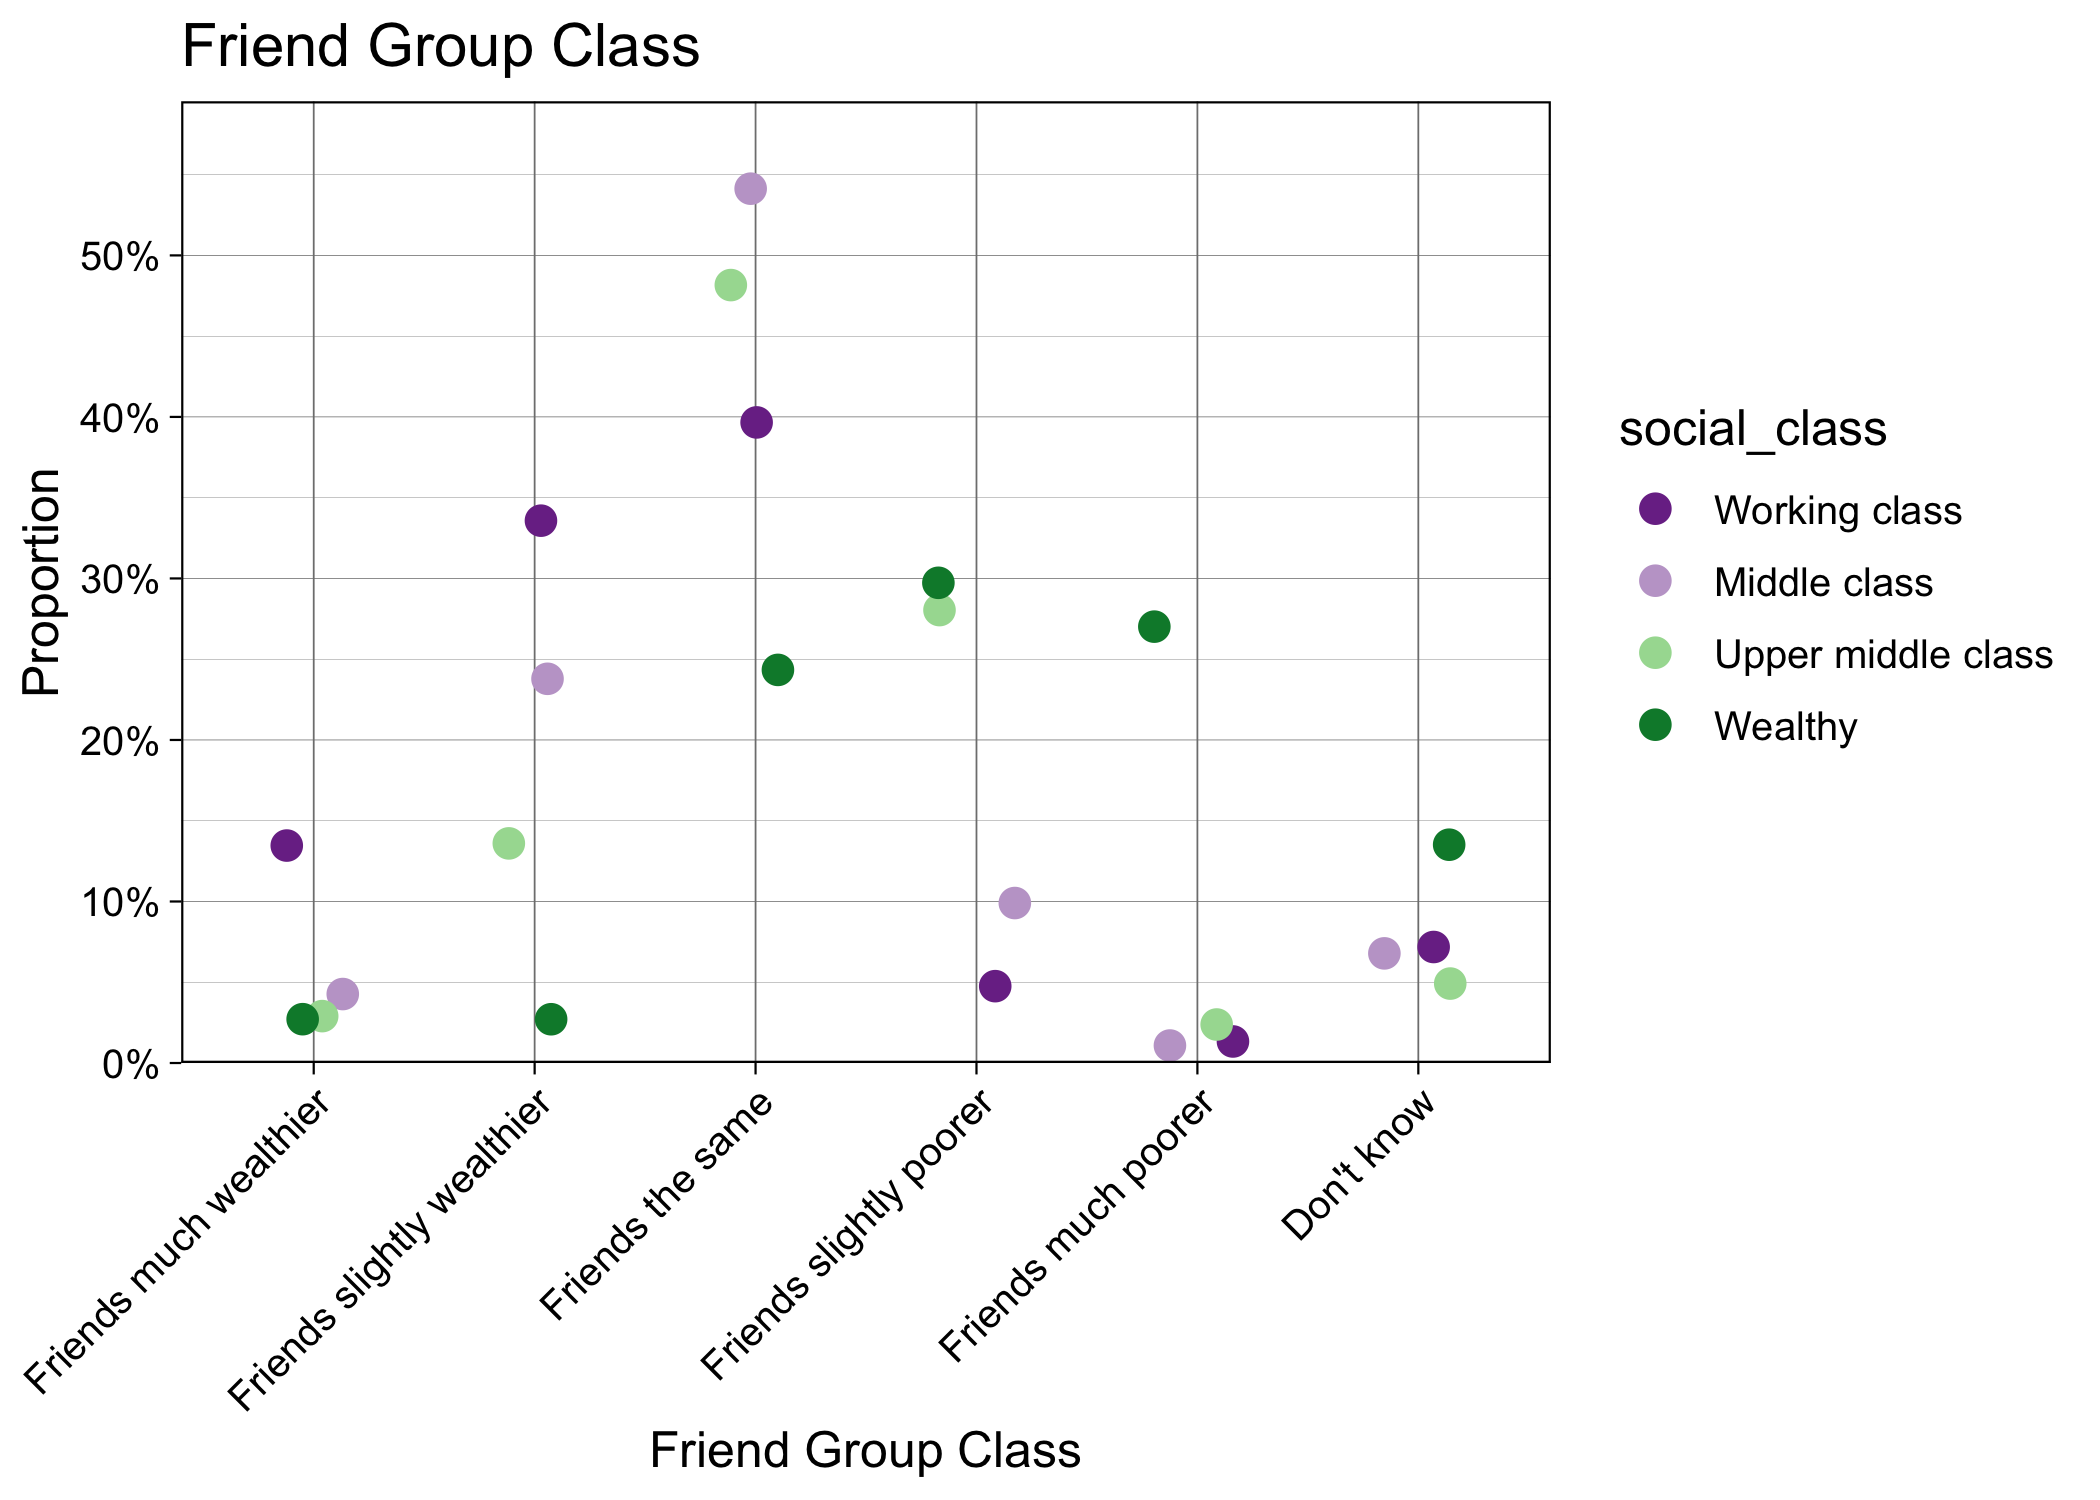 Friend Group Class
Proportion
50%
40%
30%
20%
10%
0%
Friends much wealthier
Friends slightly wealthier
Friends the same
Friends slightly poorer
Friends much poorer
Don't know
Friend Group Class
social_class
Working class
Middle class
Upper middle class
Wealthy